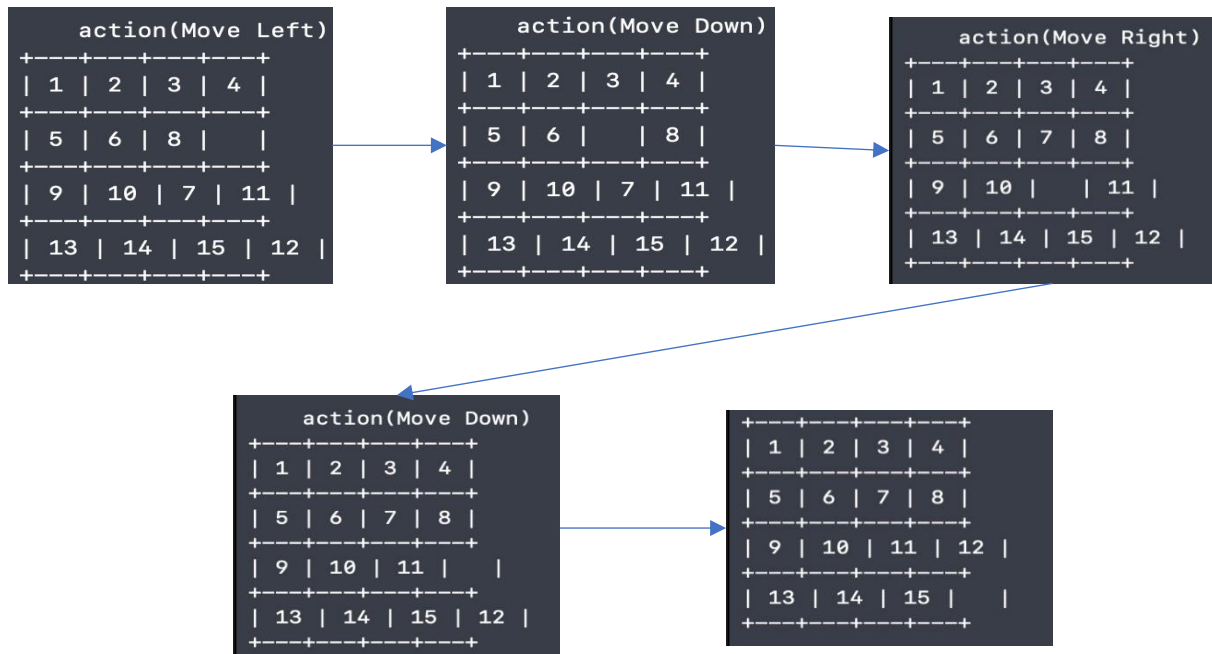 action(Move Left)
+---+---+---+---+
| 1 | 2 | 3 | 4 |
+---+---+---+---+
| 5 | 6 | 8 |   |
+---+---+---+---+
| 9 | 10 | 7 | 11 |
+---+---+---+---+
| 13 | 14 | 15 | 12 |
+---+---+---+---+
action(Move Down)
+---+---+---+---+
| 1 | 2 | 3 | 4 |
+---+---+---+---+
| 5 | 6 |   | 8 |
+---+---+---+---+
| 9 | 10 | 7 | 11 |
+---+---+---+---+
| 13 | 14 | 15 | 12 |
+---+---+---+---+
action(Move Right)
+---+---+---+---+
| 1 | 2 | 3 | 4 |
+---+---+---+---+
| 5 | 6 | 7 | 8 |
+---+---+---+---+
| 9 | 10 |   | 11 |
+---+---+---+---+
| 13 | 14 | 15 | 12 |
+---+---+---+---+
action(Move Down)
+---+---+---+---+
| 1 | 2 | 3 | 4 |
+---+---+---+---+
| 5 | 6 | 7 | 8 |
+---+---+---+---+
| 9 | 10 | 11 |   |
+---+---+---+---+
| 13 | 14 | 15 | 12 |
+---+---+---+---+
+---+---+---+---+
| 1 | 2 | 3 | 4 |
+---+---+---+---+
| 5 | 6 | 7 | 8 |
+---+---+---+---+
| 9 | 10 | 11 | 12 |
+---+---+---+---+
| 13 | 14 | 15 |   |
+---+---+---+---+